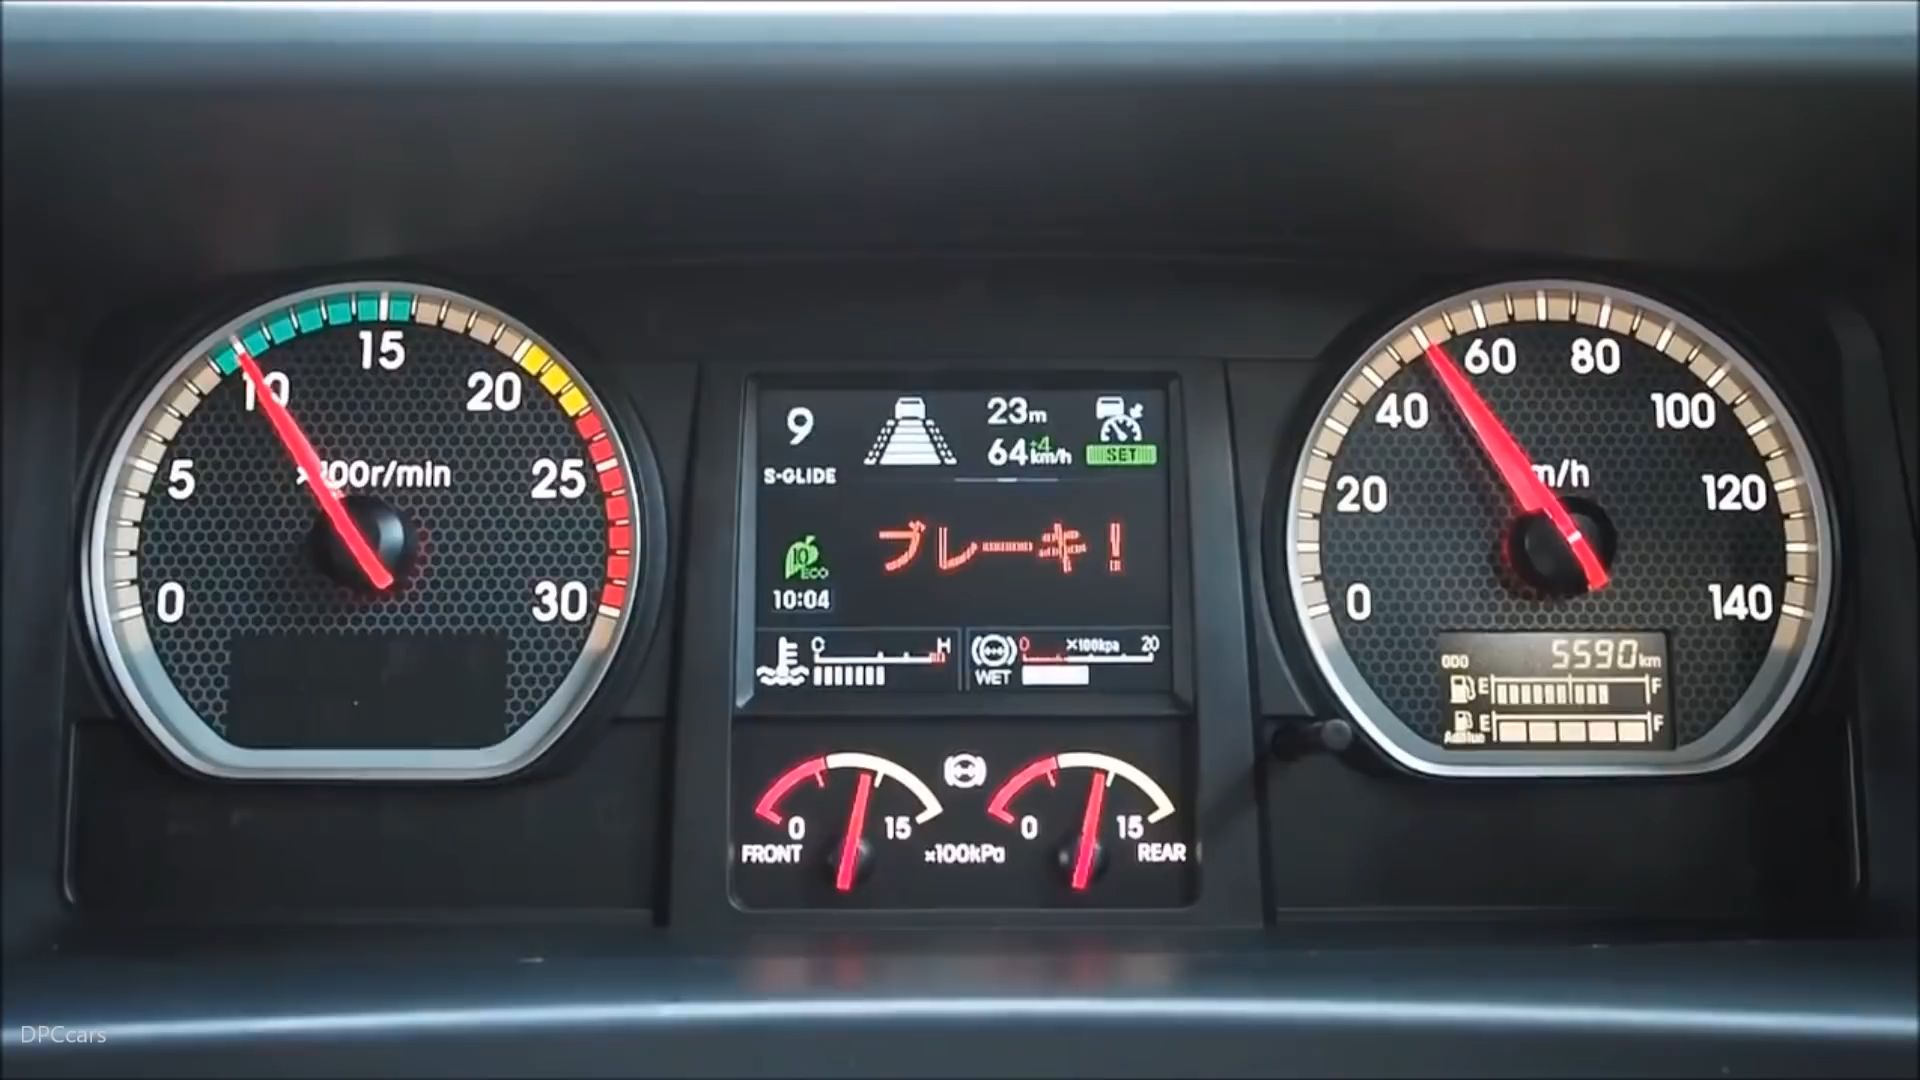 0
5
10
15
20
25
30
×100r/min
9
S-GLIDE
23m
64+4km/h
SET
ブレーキ!
10
ECO
10:04
C H
0 ×100kpa 20
WET
0 15
FRONT
×100kPa
0 15
REAR
0
20
40
60
80
100
120
140
m/h
ODO 5590km
E F
E F
AdBlue
DPCcars